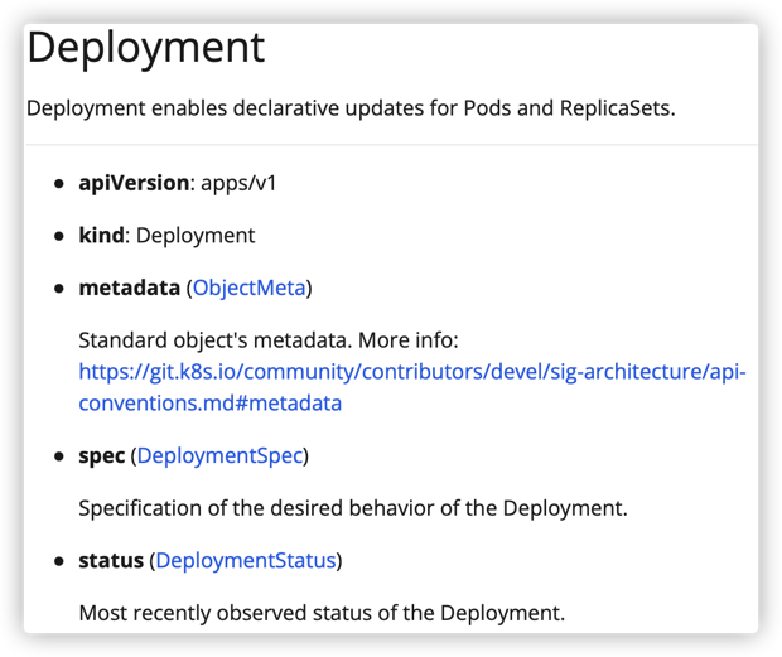 Deployment
Deployment enables declarative updates for Pods and ReplicaSets.
• apiVersion: apps/v1
• kind: Deployment
• metadata (ObjectMeta)
Standard object's metadata. More info:
https://git.k8s.io/community/contributors/devel/sig-architecture/api-
conventions.md#metadata
• spec (DeploymentSpec)
Specification of the desired behavior of the Deployment.
• status (DeploymentStatus)
Most recently observed status of the Deployment.